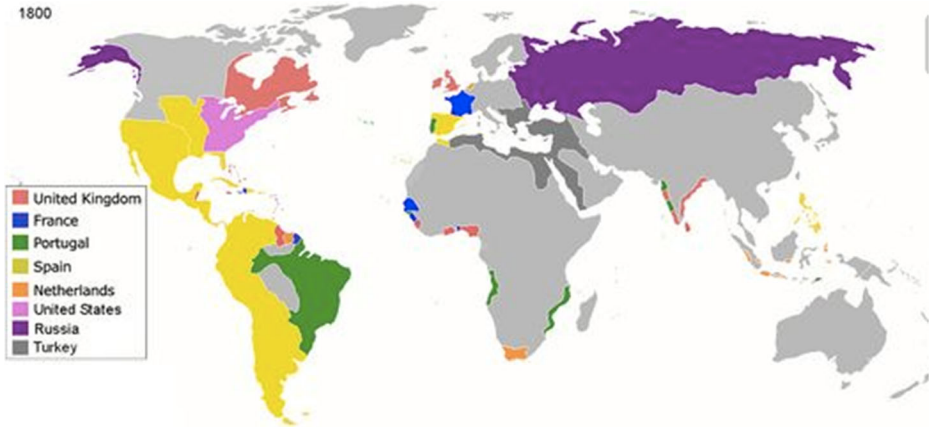 1800
United Kingdom
France
Portugal
Spain
Netherlands
United States
Russia
Turkey